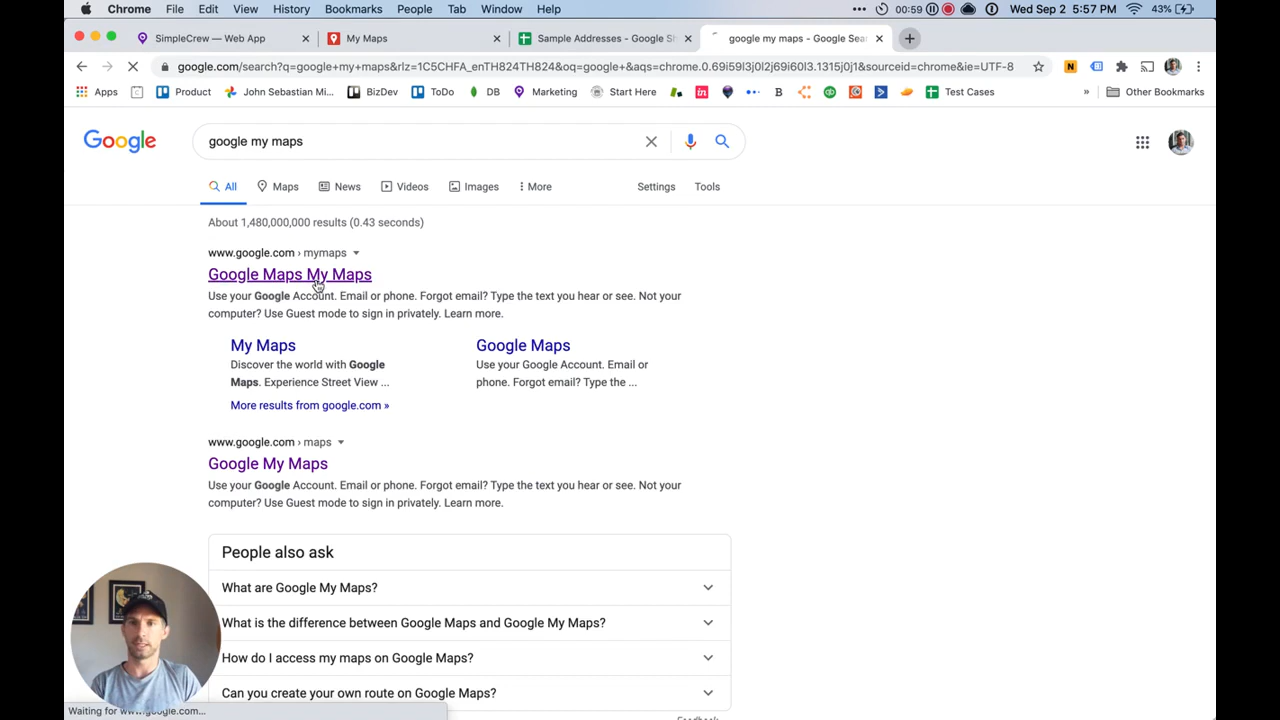 Chrome File Edit View History Bookmarks People Tab Window Help 00:59 Wed Sep 2 5:57 PM 43%
SimpleCrew — Web App × My Maps × Sample Addresses - Google Sh × google my maps - Google Sea × +
google.com/search?q=google+my+maps&rlz=1C5CHFA_enTH824TH824&oq=google+&aqs=chrome.0.69i59l3j0l2j69i60l3.1315j0j1&sourceid=chrome&ie=UTF-8
Apps Product John Sebastian Mi... BizDev ToDo DB Marketing Start Here in B Test Cases » Other Bookmarks
Google google my maps
All Maps News Videos Images More Settings Tools
About 1,480,000,000 results (0.43 seconds)
www.google.com › mymaps
Google Maps My Maps
Use your Google Account. Email or phone. Forgot email? Type the text you hear or see. Not your
computer? Use Guest mode to sign in privately. Learn more.
My Maps
Discover the world with Google
Maps. Experience Street View ...
Google Maps
Use your Google Account. Email or
phone. Forgot email? Type the ...
More results from google.com »
www.google.com › maps
Google My Maps
Use your Google Account. Email or phone. Forgot email? Type the text you hear or see. Not your
computer? Use Guest mode to sign in privately. Learn more.
People also ask
What are Google My Maps?
What is the difference between Google Maps and Google My Maps?
How do I access my maps on Google Maps?
Can you create your own route on Google Maps?
Feedback
Waiting for www.google.com...